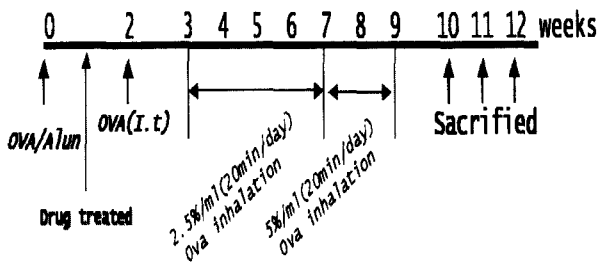 0 2 3 4 5 6 7 8 9 10 11 12 weeks
OVA/Alun
OVA(I.t)
Sacrified
Drug treated
2.5%/ml(20min/day)
Ova inhalation
5%/ml(20min/day)
Ova inhalation